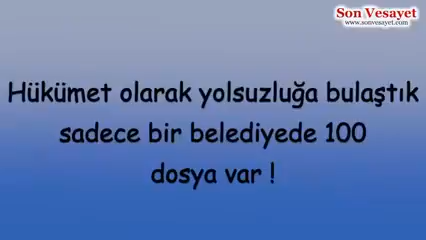 Son Vesayet
www.sonvesayet.com
Hükümet olarak yolsuzluğa bulaştık
sadece bir belediyede 100
dosya var !